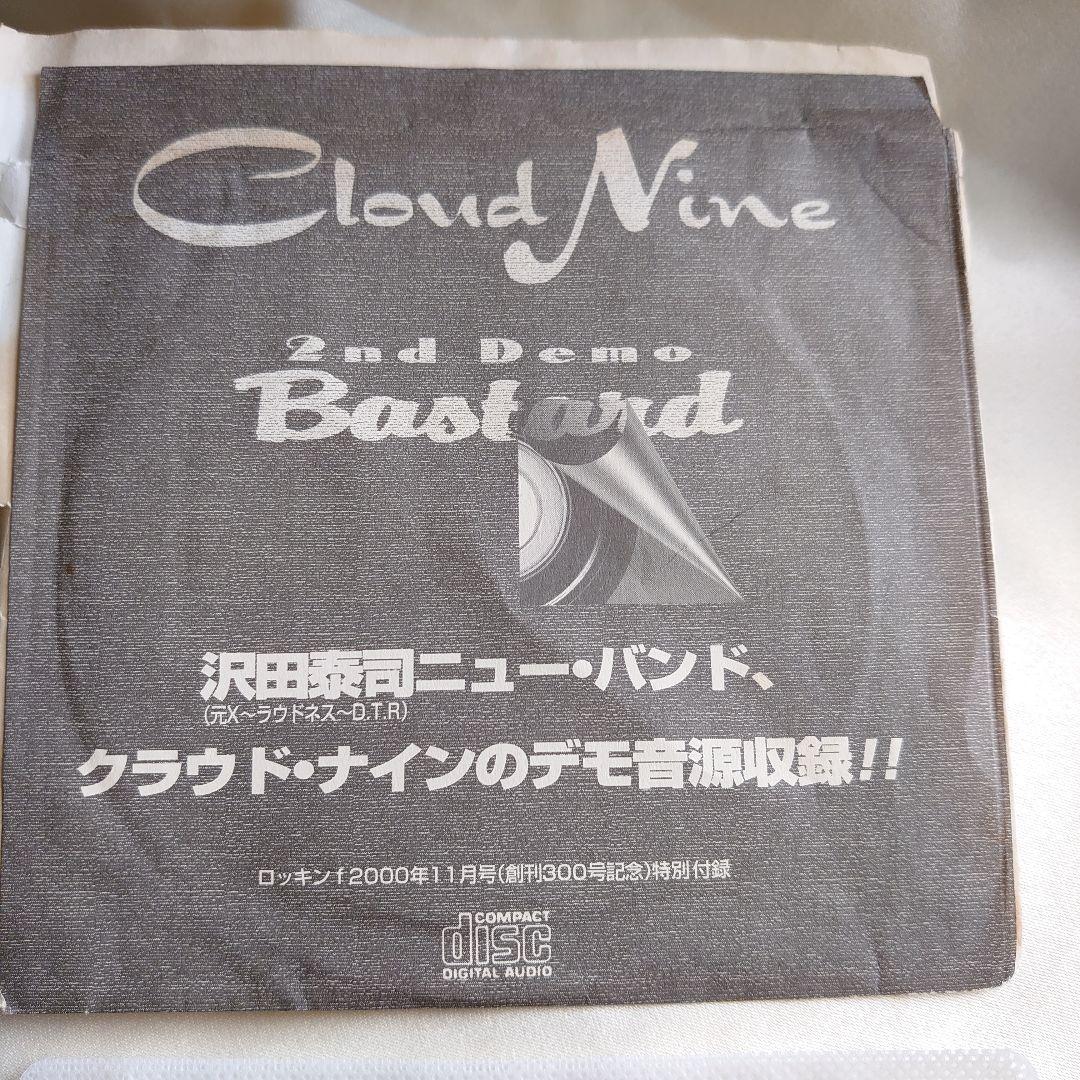 Cloud Nine
2nd Demo
Bastard
沢田泰司ニュー・バンド、
(元X〜ラウドネス〜D.T.R)
クラウド・ナインのデモ音源収録!!
ロッキンf2000年11月号(創刊300号記念)特別付録
COMPACT
disc
DIGITAL AUDIO